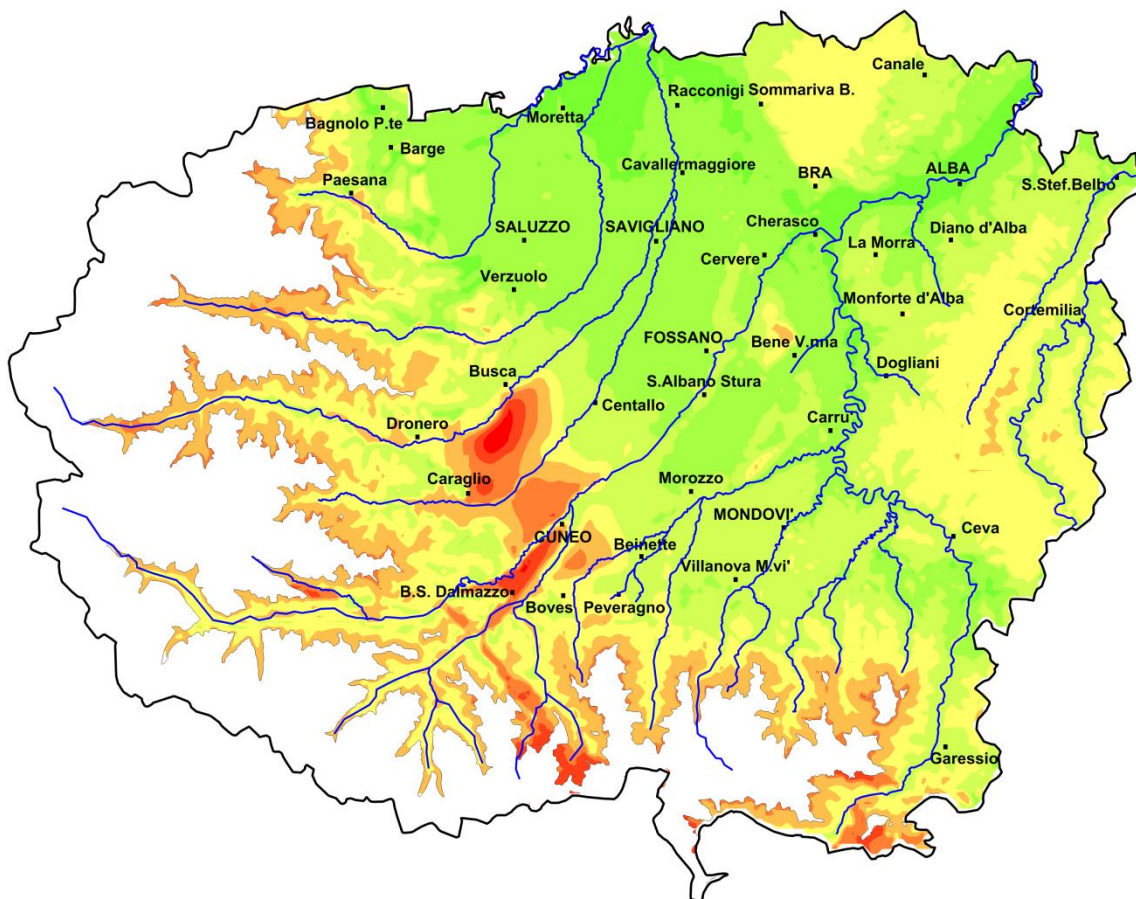 Canale
Racconigi
Sommariva B.
Bagnolo P.te
Moretta
Barge
Cavallermaggiore
Paesana
BRA
ALBA
S.Stef.Belbo
SALUZZO
SAVIGLIANO
Cherasco
La Morra
Diano d'Alba
Cervere
Verzuolo
Monforte d'Alba
Cortemilia
FOSSANO
Bene V.nna
Dogliani
Busca
S.Albano Stura
Centallo
Dronero
Carrù
Caraglio
Morozzo
CUNEO
MONDOVI'
Ceva
Beinette
Villanova M.vi'
B.S. Dalmazzo
Boves
Peveragno
Garessio